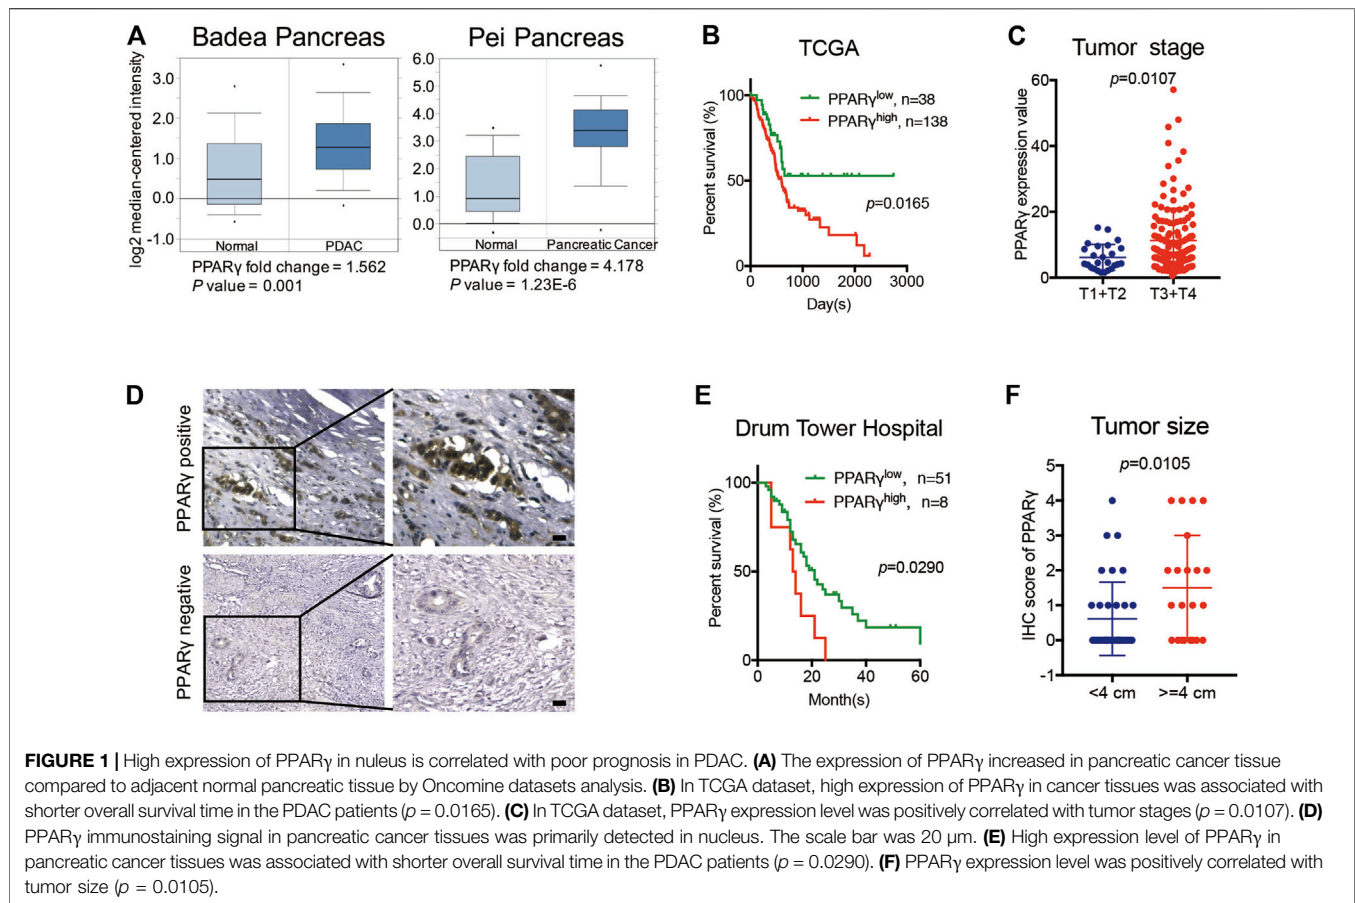 A
Badea Pancreas
Pei Pancreas
log2 median-centered intensity
3.0
2.0
1.0
0.0
-1.0
Normal
PDAC
PPARγ fold change = 1.562
P value = 0.001
6.0
5.0
4.0
3.0
2.0
1.0
0.0
Normal
Pancreatic Cancer
PPARγ fold change = 4.178
P value = 1.23E-6
B
TCGA
Percent survival (%)
100
50
0
PPARγlow, n=38
PPARγhigh, n=138
p=0.0165
0
1000
2000
3000
Day(s)
C
Tumor stage
p=0.0107
PPARγ expression value
60
40
20
0
T1+T2
T3+T4
D
PPARγ positive
PPARγ negative
E
Drum Tower Hospital
Percent survival (%)
100
50
0
PPARγlow, n=51
PPARγhigh, n=8
p=0.0290
0
20
40
60
Month(s)
F
Tumor size
p=0.0105
IHC score of PPARγ
5
4
3
2
1
0
-1
<4 cm
>=4 cm
FIGURE 1 | High expression of PPARγ in nuleus is correlated with poor prognosis in PDAC. (A) The expression of PPARγ increased in pancreatic cancer tissue
compared to adjacent normal pancreatic tissue by Oncomine datasets analysis. (B) In TCGA dataset, high expression of PPARγ in cancer tissues was associated with
shorter overall survival time in the PDAC patients (p = 0.0165). (C) In TCGA dataset, PPARγ expression level was positively correlated with tumor stages (p = 0.0107). (D)
PPARγ immunostaining signal in pancreatic cancer tissues was primarily detected in nucleus. The scale bar was 20 μm. (E) High expression level of PPARγ in
pancreatic cancer tissues was associated with shorter overall survival time in the PDAC patients (p = 0.0290). (F) PPARγ expression level was positively correlated with
tumor size (p = 0.0105).